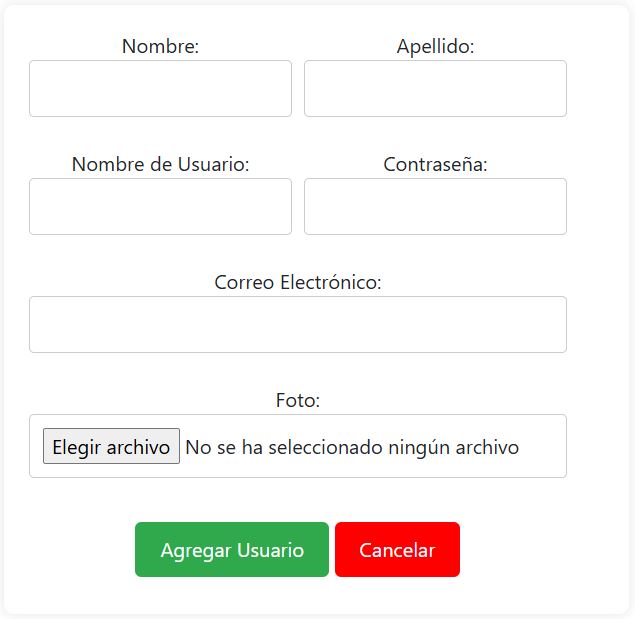 Nombre: Apellido:
Nombre de Usuario: Contraseña:
Correo Electrónico:
Foto:
Elegir archivo No se ha seleccionado ningún archivo
Agregar Usuario Cancelar